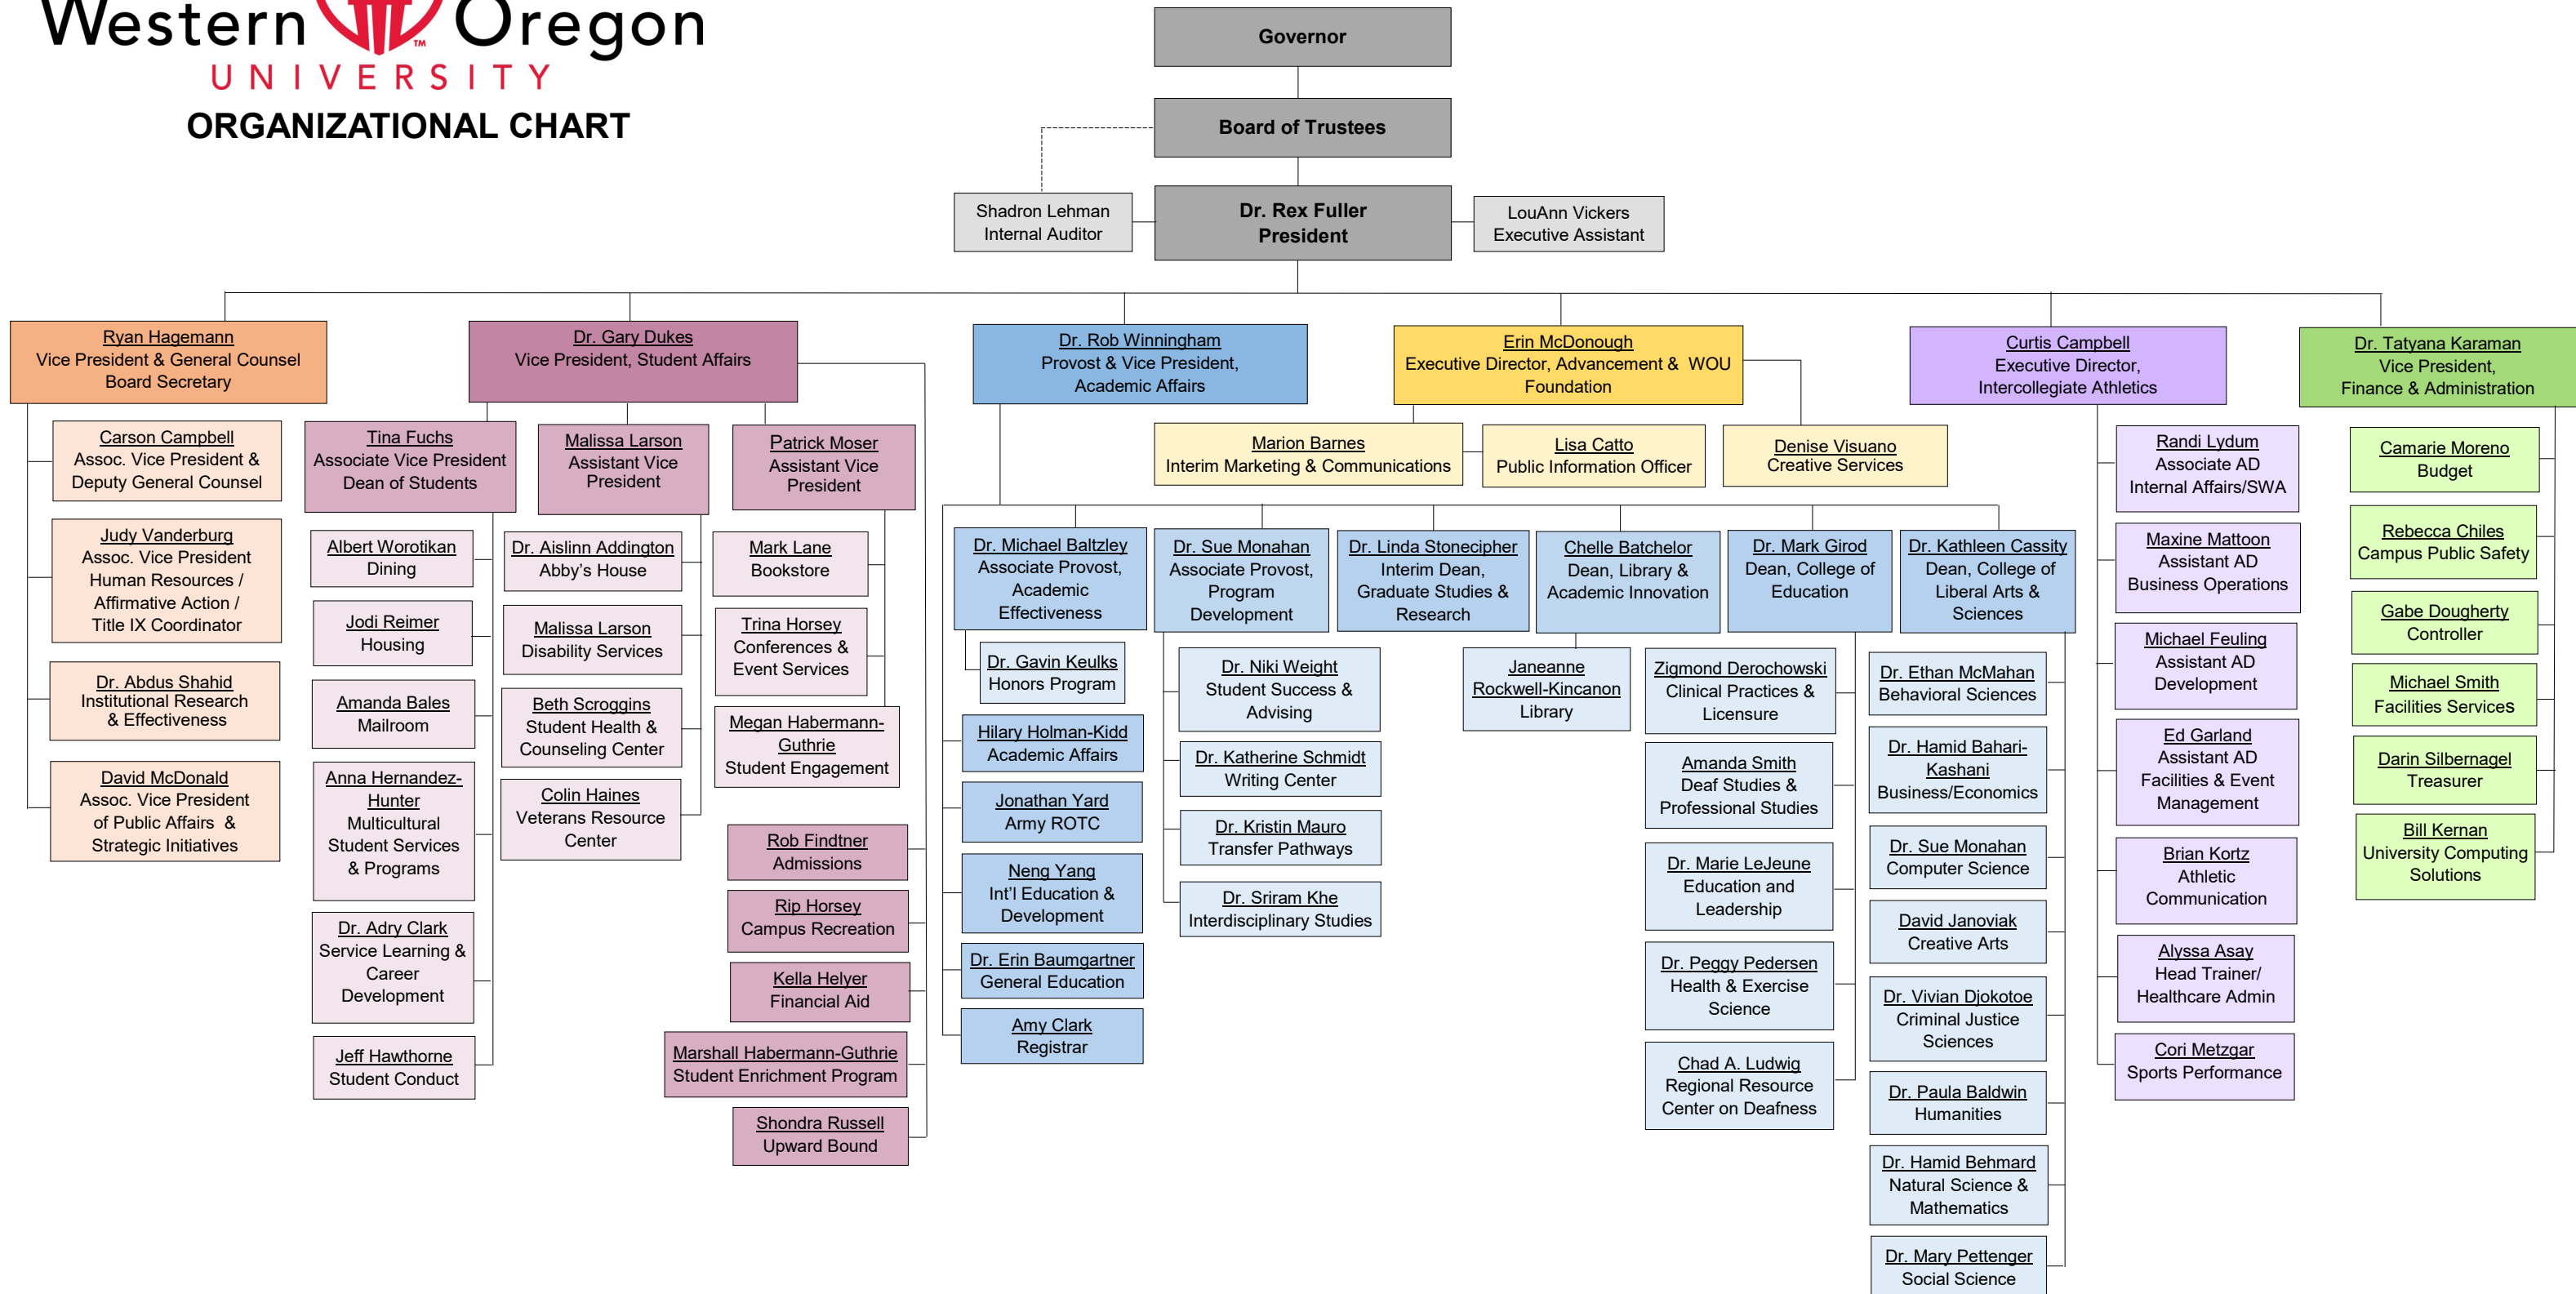 Western Oregon
™
UNIVERSITY
ORGANIZATIONAL CHART
Governor
Board of Trustees
Shadron Lehman
Internal Auditor
Dr. Rex Fuller
President
LouAnn Vickers
Executive Assistant
Ryan Hagemann
Vice President & General Counsel
Board Secretary
Carson Campbell
Assoc. Vice President &
Deputy General Counsel
Judy Vanderburg
Assoc. Vice President
Human Resources /
Affirmative Action /
Title IX Coordinator
Dr. Abdus Shahid
Institutional Research
& Effectiveness
David McDonald
Assoc. Vice President
of Public Affairs &
Strategic Initiatives
Dr. Gary Dukes
Vice President, Student Affairs
Tina Fuchs
Associate Vice President
Dean of Students
Albert Worotikan
Dining
Jodi Reimer
Housing
Amanda Bales
Mailroom
Anna Hernandez-
Hunter
Multicultural
Student Services
& Programs
Dr. Adry Clark
Service Learning &
Career
Development
Jeff Hawthorne
Student Conduct
Malissa Larson
Assistant Vice
President
Dr. Aislinn Addington
Abby's House
Malissa Larson
Disability Services
Beth Scroggins
Student Health &
Counseling Center
Colin Haines
Veterans Resource
Center
Patrick Moser
Assistant Vice
President
Mark Lane
Bookstore
Trina Horsey
Conferences &
Event Services
Megan Habermann-
Guthrie
Student Engagement
Rob Findtner
Admissions
Rip Horsey
Campus Recreation
Kella Helyer
Financial Aid
Marshall Habermann-Guthrie
Student Enrichment Program
Shondra Russell
Upward Bound
Dr. Rob Winningham
Provost & Vice President,
Academic Affairs
Dr. Michael Baltzley
Associate Provost,
Academic
Effectiveness
Dr. Gavin Keulks
Honors Program
Hilary Holman-Kidd
Academic Affairs
Jonathan Yard
Army ROTC
Neng Yang
Int'l Education &
Development
Dr. Erin Baumgartner
General Education
Amy Clark
Registrar
Dr. Sue Monahan
Associate Provost,
Program
Development
Dr. Niki Weight
Student Success &
Advising
Dr. Katherine Schmidt
Writing Center
Dr. Kristin Mauro
Transfer Pathways
Dr. Sriram Khe
Interdisciplinary Studies
Dr. Linda Stonecipher
Interim Dean,
Graduate Studies &
Research
Chelle Batchelor
Dean, Library &
Academic Innovation
Janeanne
Rockwell-Kincanon
Library
Dr. Mark Girod
Dean, College of
Education
Zigmond Derochowski
Clinical Practices &
Licensure
Amanda Smith
Deaf Studies &
Professional Studies
Dr. Marie LeJeune
Education and
Leadership
Dr. Peggy Pedersen
Health & Exercise
Science
Chad A. Ludwig
Regional Resource
Center on Deafness
Dr. Kathleen Cassity
Dean, College of
Liberal Arts &
Sciences
Dr. Ethan McMahan
Behavioral Sciences
Dr. Hamid Bahari-
Kashani
Business/Economics
Dr. Sue Monahan
Computer Science
David Janoviak
Creative Arts
Dr. Vivian Djokotoe
Criminal Justice
Sciences
Dr. Paula Baldwin
Humanities
Dr. Hamid Behmard
Natural Science &
Mathematics
Dr. Mary Pettenger
Social Science
Erin McDonough
Executive Director, Advancement & WOU
Foundation
Marion Barnes
Interim Marketing & Communications
Lisa Catto
Public Information Officer
Denise Visuano
Creative Services
Curtis Campbell
Executive Director,
Intercollegiate Athletics
Randi Lydum
Associate AD
Internal Affairs/SWA
Maxine Mattoon
Assistant AD
Business Operations
Michael Feuling
Assistant AD
Development
Ed Garland
Assistant AD
Facilities & Event
Management
Brian Kortz
Athletic
Communication
Alyssa Asay
Head Trainer/
Healthcare Admin
Cori Metzgar
Sports Performance
Dr. Tatyana Karaman
Vice President,
Finance & Administration
Camarie Moreno
Budget
Rebecca Chiles
Campus Public Safety
Gabe Dougherty
Controller
Michael Smith
Facilities Services
Darin Silbernagel
Treasurer
Bill Kernan
University Computing
Solutions